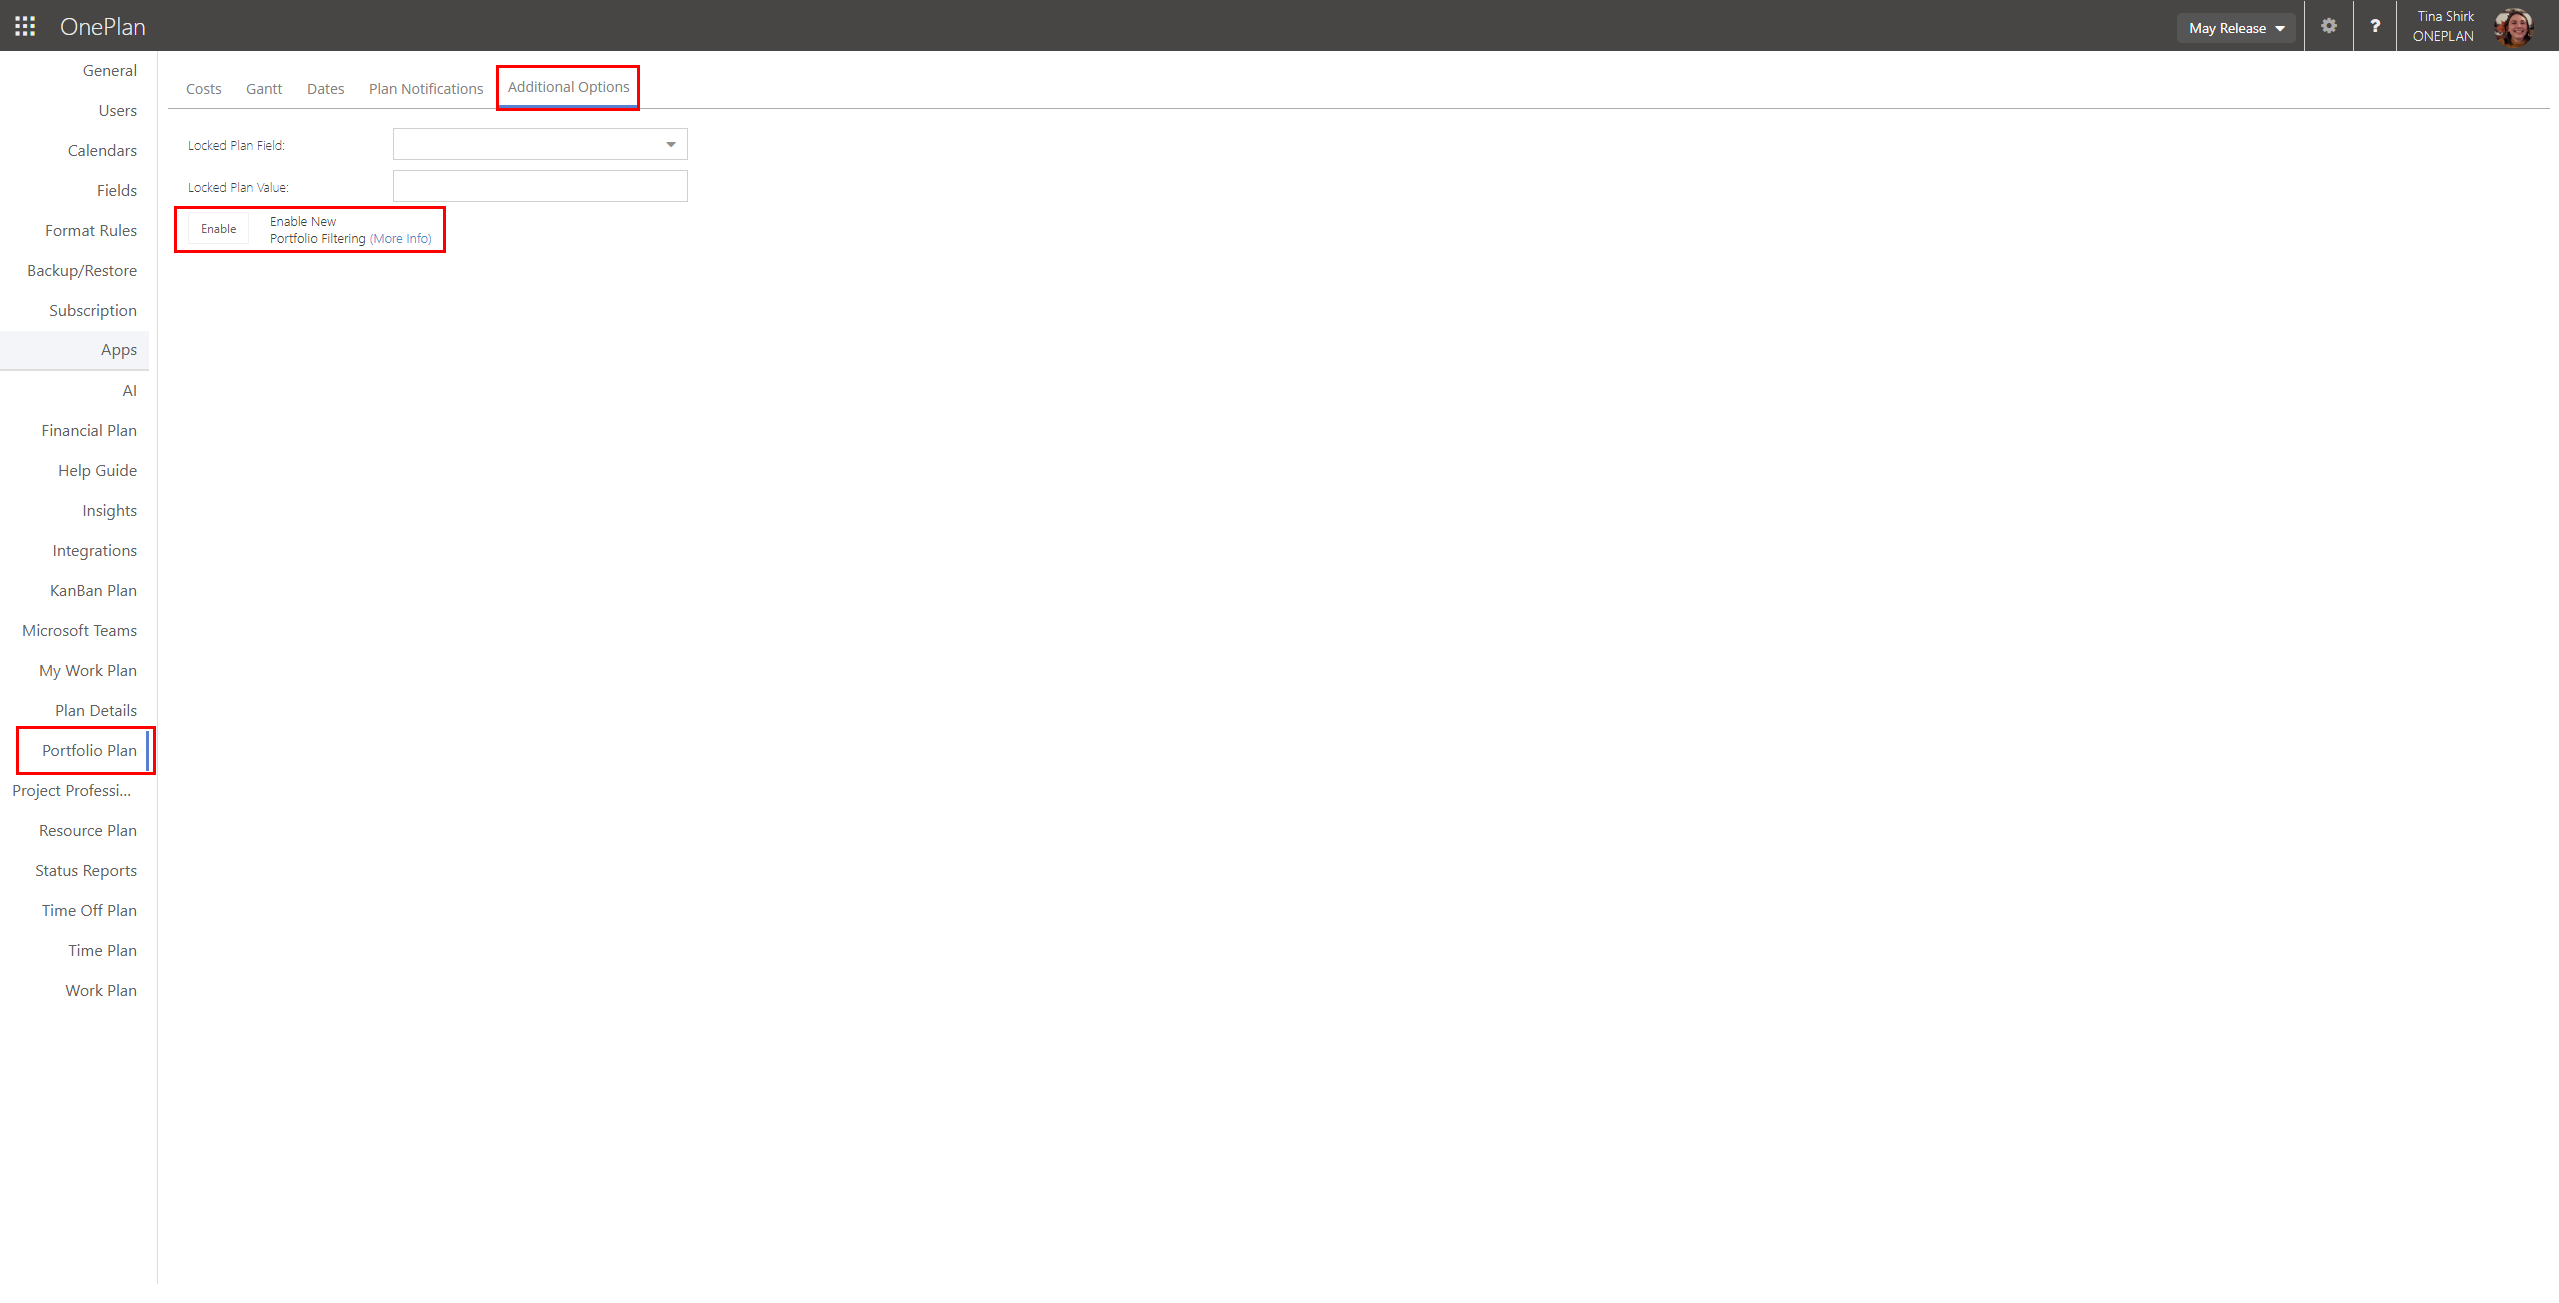 OnePlan
May Release
?
Tina Shirk
ONEPLAN
General
Users
Calendars
Fields
Format Rules
Backup/Restore
Subscription
Apps
AI
Financial Plan
Help Guide
Insights
Integrations
KanBan Plan
Microsoft Teams
My Work Plan
Plan Details
Portfolio Plan
Project Professi...
Resource Plan
Status Reports
Time Off Plan
Time Plan
Work Plan
Costs Gantt Dates Plan Notifications Additional Options
Locked Plan Field:
Locked Plan Value:
Enable
Enable New
Portfolio Filtering (More Info)